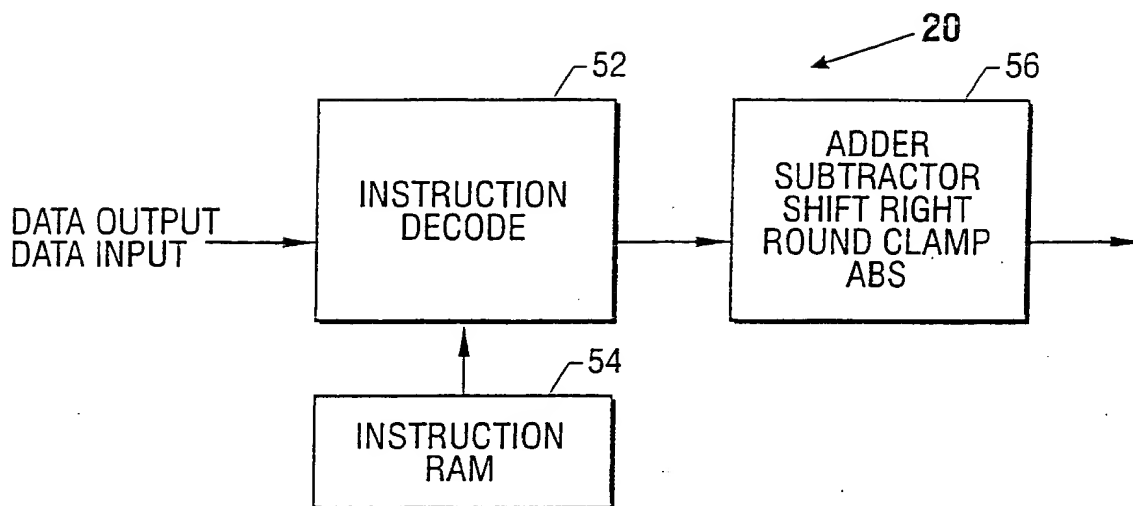 20
52
56
DATA OUTPUT
DATA INPUT
INSTRUCTION
DECODE
ADDER
SUBTRACTOR
SHIFT RIGHT
ROUND CLAMP
ABS
54
INSTRUCTION
RAM